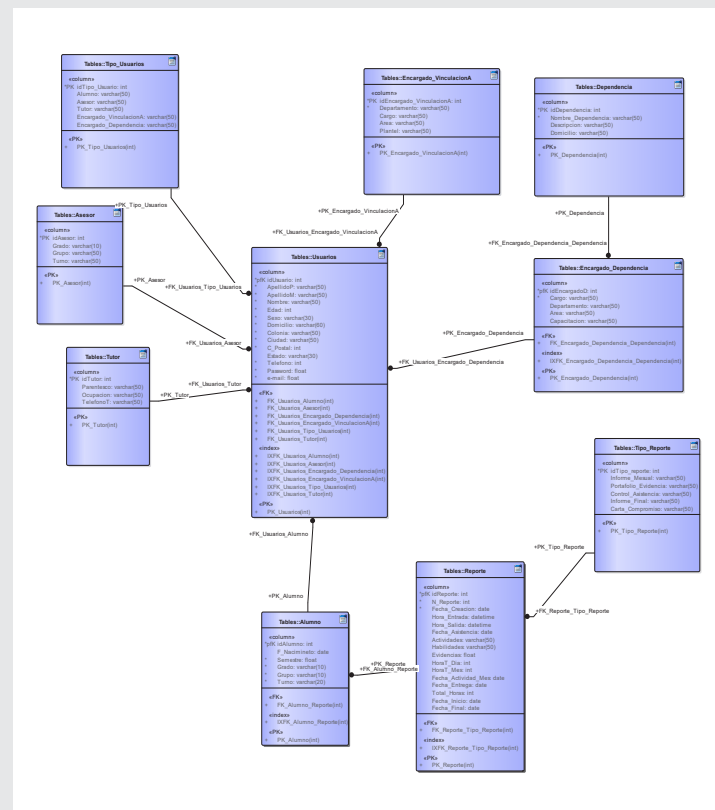 Tables::Tipo_Usuarios
«column»
*PK idTipo_Usuario: int
Alumno: varchar(50)
Asesor: varchar(50)
Tutor: varchar(50)
Encargado_VinculacionA: varchar(50)
Encargado_Dependencia: varchar(50)
«PK»
+ PK_Tipo_Usuarios(int)
Tables::Encargado_VinculacionA
«column»
*PK idEncargado_VinculacionA: int
* Departamento: varchar(50)
Cargo: varchar(50)
Area: varchar(50)
Plantel: varchar(50)
«PK»
+ PK_Encargado_VinculacionA(int)
Tables::Dependencia
«column»
*PK idDependencia: int
* Nombre_Dependencia: varchar(50)
Descripcion: varchar(50)
Domicilio: varchar(50)
«PK»
+ PK_Dependencia(int)
+PK_Tipo_Usuarios
+PK_Encargado_VinculacionA
+PK_Dependencia
+FK_Usuarios_Encargado_VinculacionA
+FK_Encargado_Dependencia_Dependencia
Tables::Asesor
«column»
*PK idAsesor: int
Grado: varchar(10)
Grupo: varchar(50)
Turno: varchar(50)
«PK»
+ PK_Asesor(int)
+PK_Asesor
+FK_Usuarios_Tipo_Usuarios
+FK_Usuarios_Asesor
Tables::Usuarios
«column»
*pfK idUsuario: int
* ApellidoP: varchar(50)
* ApellidoM: varchar(50)
* Nombre: varchar(50)
* Edad: int
* Sexo: varchar(30)
* Domicilio: varchar(80)
* Colonia: varchar(50)
* Ciudad: varchar(50)
* C_Postal: int
* Estado: varchar(30)
* Telefono: int
* Password: float
* e-mail: float
«FK»
+ FK_Usuarios_Alumno(int)
+ FK_Usuarios_Asesor(int)
+ FK_Usuarios_Encargado_Dependencia(int)
+ FK_Usuarios_Encargado_VinculacionA(int)
+ FK_Usuarios_Tipo_Usuarios(int)
+ FK_Usuarios_Tutor(int)
«index»
+ IXFK_Usuarios_Alumno(int)
+ IXFK_Usuarios_Asesor(int)
+ IXFK_Usuarios_Encargado_Dependencia(int)
+ IXFK_Usuarios_Encargado_VinculacionA(int)
+ IXFK_Usuarios_Tipo_Usuarios(int)
+ IXFK_Usuarios_Tutor(int)
«PK»
+ PK_Usuarios(int)
Tables::Encargado_Dependencia
«column»
*pfK idEncargadoD: int
* Cargo: varchar(50)
Departamento: varchar(50)
Area: varchar(50)
Capacitacion: varchar(50)
«FK»
+ FK_Encargado_Dependencia_Dependencia(int)
«index»
+ IXFK_Encargado_Dependencia_Dependencia(int)
«PK»
+ PK_Encargado_Dependencia(int)
+PK_Encargado_Dependencia
+FK_Usuarios_Encargado_Dependencia
Tables::Tutor
«column»
*PK idTutor: int
Parentesco: varchar(50)
Ocupacion: varchar(50)
TelefonoT: varchar(50)
«PK»
+ PK_Tutor(int)
+FK_Usuarios_Tutor
+PK_Tutor
Tables::Tipo_Reporte
«column»
*PK idTipo_reporte: int
Informe_Mesual: varchar(50)
Portafolio_Evidencia: varchar(50)
Control_Asistencia: varchar(50)
Informe_Final: varchar(50)
Carta_Compromiso: varchar(50)
«PK»
+ PK_Tipo_Reporte(int)
+FK_Usuarios_Alumno
+PK_Tipo_Reporte
+PK_Alumno
+FK_Reporte_Tipo_Reporte
Tables::Reporte
«column»
*pfK idReporte: int
* N_Reporte: int
* Fecha_Creacion: date
Hora_Entrada: datetime
Hora_Salida: datetime
Fecha_Asistencia: date
Actividades: varchar(50)
Habilidades: varchar(50)
Evidencias: float
HoraT_Dia: int
HorasT_Mes: int
Fecha_Actividad_Mes: date
Fecha_Entrega: date
Total_Horas: int
Fecha_Inicio: date
Fecha_Final: date
«FK»
+ FK_Reporte_Tipo_Reporte(int)
«index»
+ IXFK_Reporte_Tipo_Reporte(int)
«PK»
+ PK_Reporte(int)
Tables::Alumno
«column»
*pfK idAlumno: int
F_Nacimineto: date
* Semestre: float
* Grado: varchar(10)
* Grupo: varchar(10)
* Turno: varchar(20)
«FK»
+ FK_Alumno_Reporte(int)
«index»
+ IXFK_Alumno_Reporte(int)
«PK»
+ PK_Alumno(int)
+PK_Reporte
+FK_Alumno_Reporte